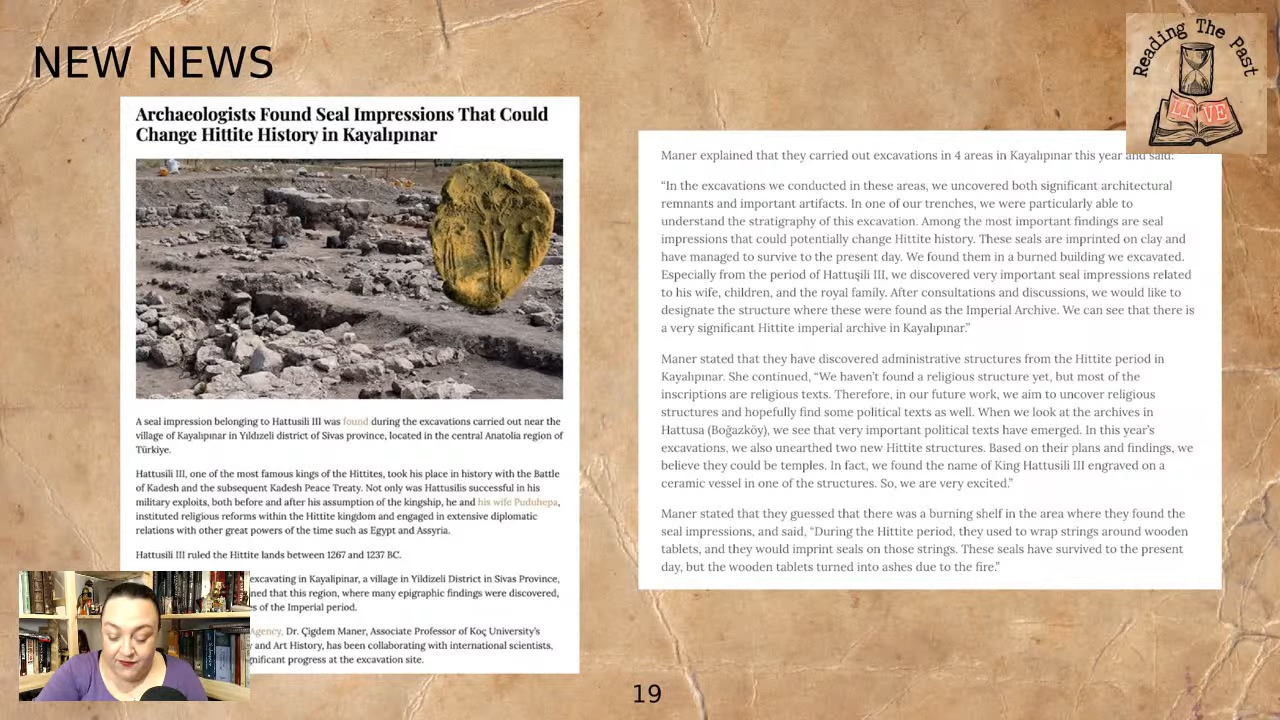 NEW NEWS
Reading The Past
LIVE
Archaeologists Found Seal Impressions That Could
Change Hittite History in Kayalıpınar
A seal impression belonging to Hattusili III was found during the excavations carried out near the
village of Kayalıpınar in Yıldızeli district of Sivas province, located in the central Anatolia region of
Türkiye.
Hattusili III, one of the most famous kings of the Hittites, took his place in history with the Battle
of Kadesh and the subsequent Kadesh Peace Treaty. Not only was Hattusilis successful in his
military exploits, both before and after his assumption of the kingship, he and his wife Puduhepa,
instituted religious reforms within the Hittite kingdom and engaged in extensive diplomatic
relations with other great powers of the time such as Egypt and Assyria.
Hattusili III ruled the Hittite lands between 1267 and 1237 BC.
excavating in Kayalipinar, a village in Yildizeli District in Sivas Province,
ned that this region, where many epigraphic findings were discovered,
s of the Imperial period.
Agency, Dr. Çigdem Maner, Associate Professor of Koç University's
and Art History, has been collaborating with international scientists,
nificant progress at the excavation site.
Maner explained that they carried out excavations in 4 areas in Kayalıpınar this year and said:
“In the excavations we conducted in these areas, we uncovered both significant architectural
remnants and important artifacts. In one of our trenches, we were particularly able to
understand the stratigraphy of this excavation. Among the most important findings are seal
impressions that could potentially change Hittite history. These seals are imprinted on clay and
have managed to survive to the present day. We found them in a burned building we excavated.
Especially from the period of Hattuşili III, we discovered very important seal impressions related
to his wife, children, and the royal family. After consultations and discussions, we would like to
designate the structure where these were found as the Imperial Archive. We can see that there is
a very significant Hittite imperial archive in Kayalıpınar.”
Maner stated that they have discovered administrative structures from the Hittite period in
Kayalıpınar. She continued, “We haven’t found a religious structure yet, but most of the
inscriptions are religious texts. Therefore, in our future work, we aim to uncover religious
structures and hopefully find some political texts as well. When we look at the archives in
Hattusa (Boğazköy), we see that very important political texts have emerged. In this year’s
excavations, we also unearthed two new Hittite structures. Based on their plans and findings, we
believe they could be temples. In fact, we found the name of King Hattusili III engraved on a
ceramic vessel in one of the structures. So, we are very excited.”
Maner stated that they guessed that there was a burning shelf in the area where they found the
seal impressions, and said, “During the Hittite period, they used to wrap strings around wooden
tablets, and they would imprint seals on those strings. These seals have survived to the present
day, but the wooden tablets turned into ashes due to the fire.”
19